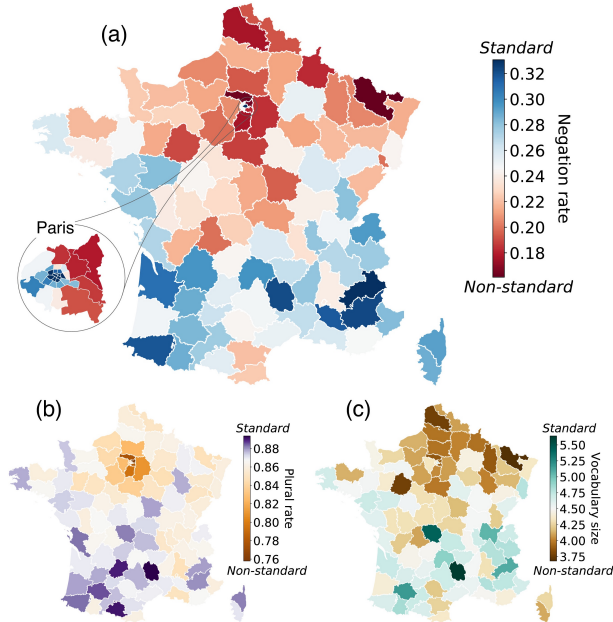 (a)
Standard
0.32
0.30
0.28
0.26
0.24
0.22
0.20
0.18
Negation rate
Non-standard
Paris
(b)
Standard
0.88
0.86
0.84
0.82
0.80
0.78
0.76
Plural rate
Non-standard
(c)
Standard
5.50
5.25
5.00
4.75
4.50
4.25
4.00
3.75
Vocabulary size
Non-standard